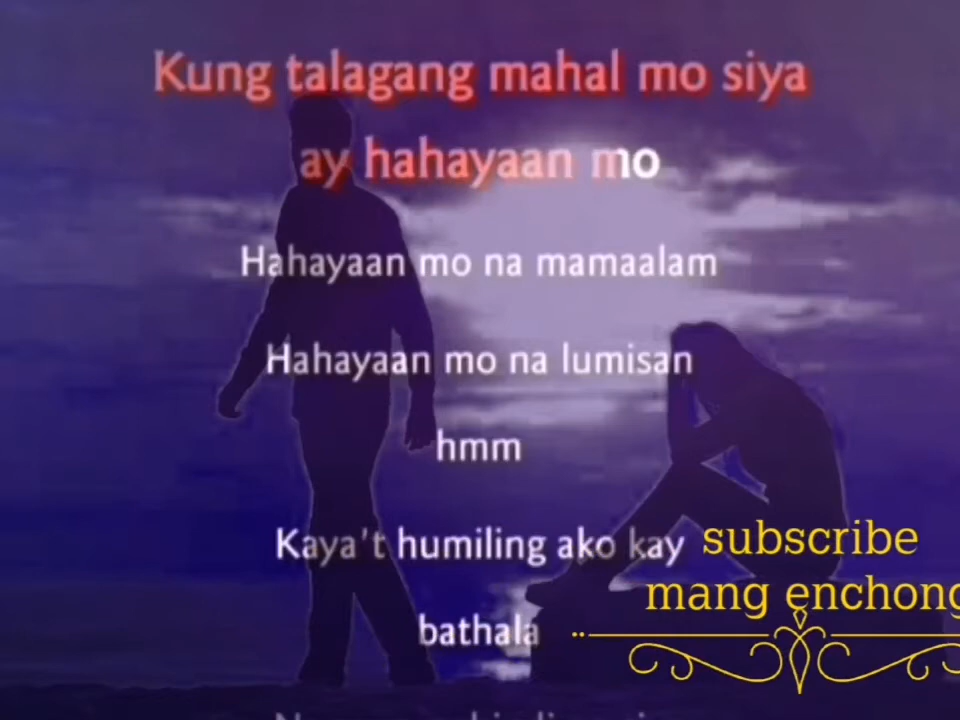 Kung talagang mahal mo siya
ay hahayaan mo
Hahayaan mo na mamaalam
Hahayaan mo na lumisan
hmm
Kaya't humiling ako kay
bathala
subscribe
mang enchong